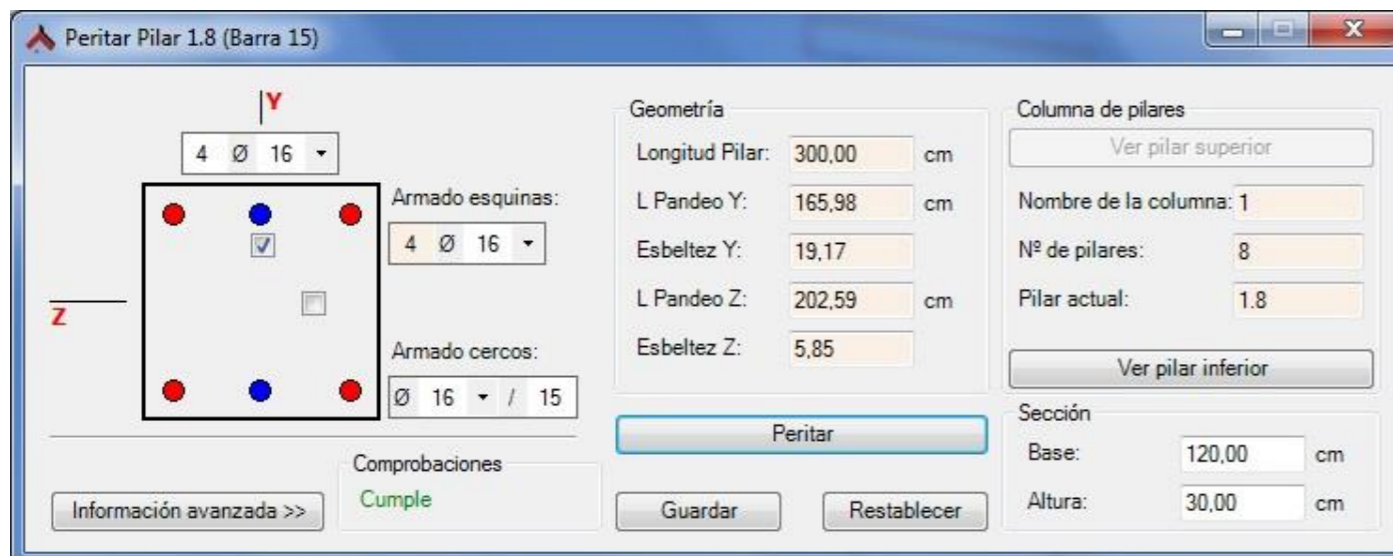 Peritar Pilar 1.8 (Barra 15)
Y
4 Ø 16
Armado esquinas:
4 Ø 16
Z
Armado cercos:
Ø 16 / 15
Comprobaciones
Cumple
Información avanzada >>
Geometría
Longitud Pilar: 300,00 cm
L Pandeo Y: 165,98 cm
Esbeltez Y: 19,17
L Pandeo Z: 202,59 cm
Esbeltez Z: 5,85
Peritar
Guardar Restablecer
Columna de pilares
Ver pilar superior
Nombre de la columna: 1
Nº de pilares: 8
Pilar actual: 1.8
Ver pilar inferior
Sección
Base: 120,00 cm
Altura: 30,00 cm